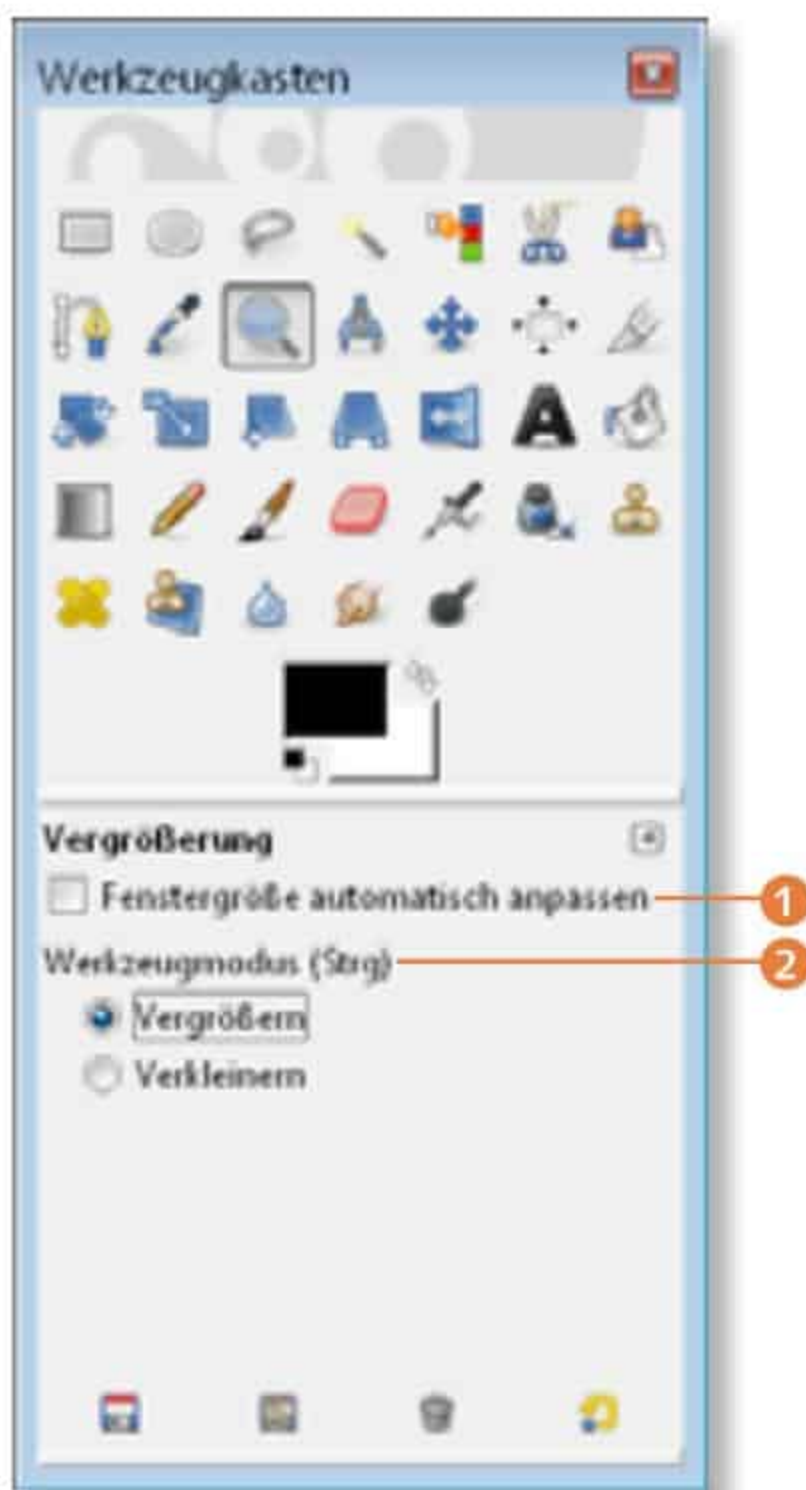 Werkzeugkasten
A
Vergrößerung
Fenstergröße automatisch anpassen
1
Werkzeugmodus (Strg)
2
Vergrößern
Verkleinern